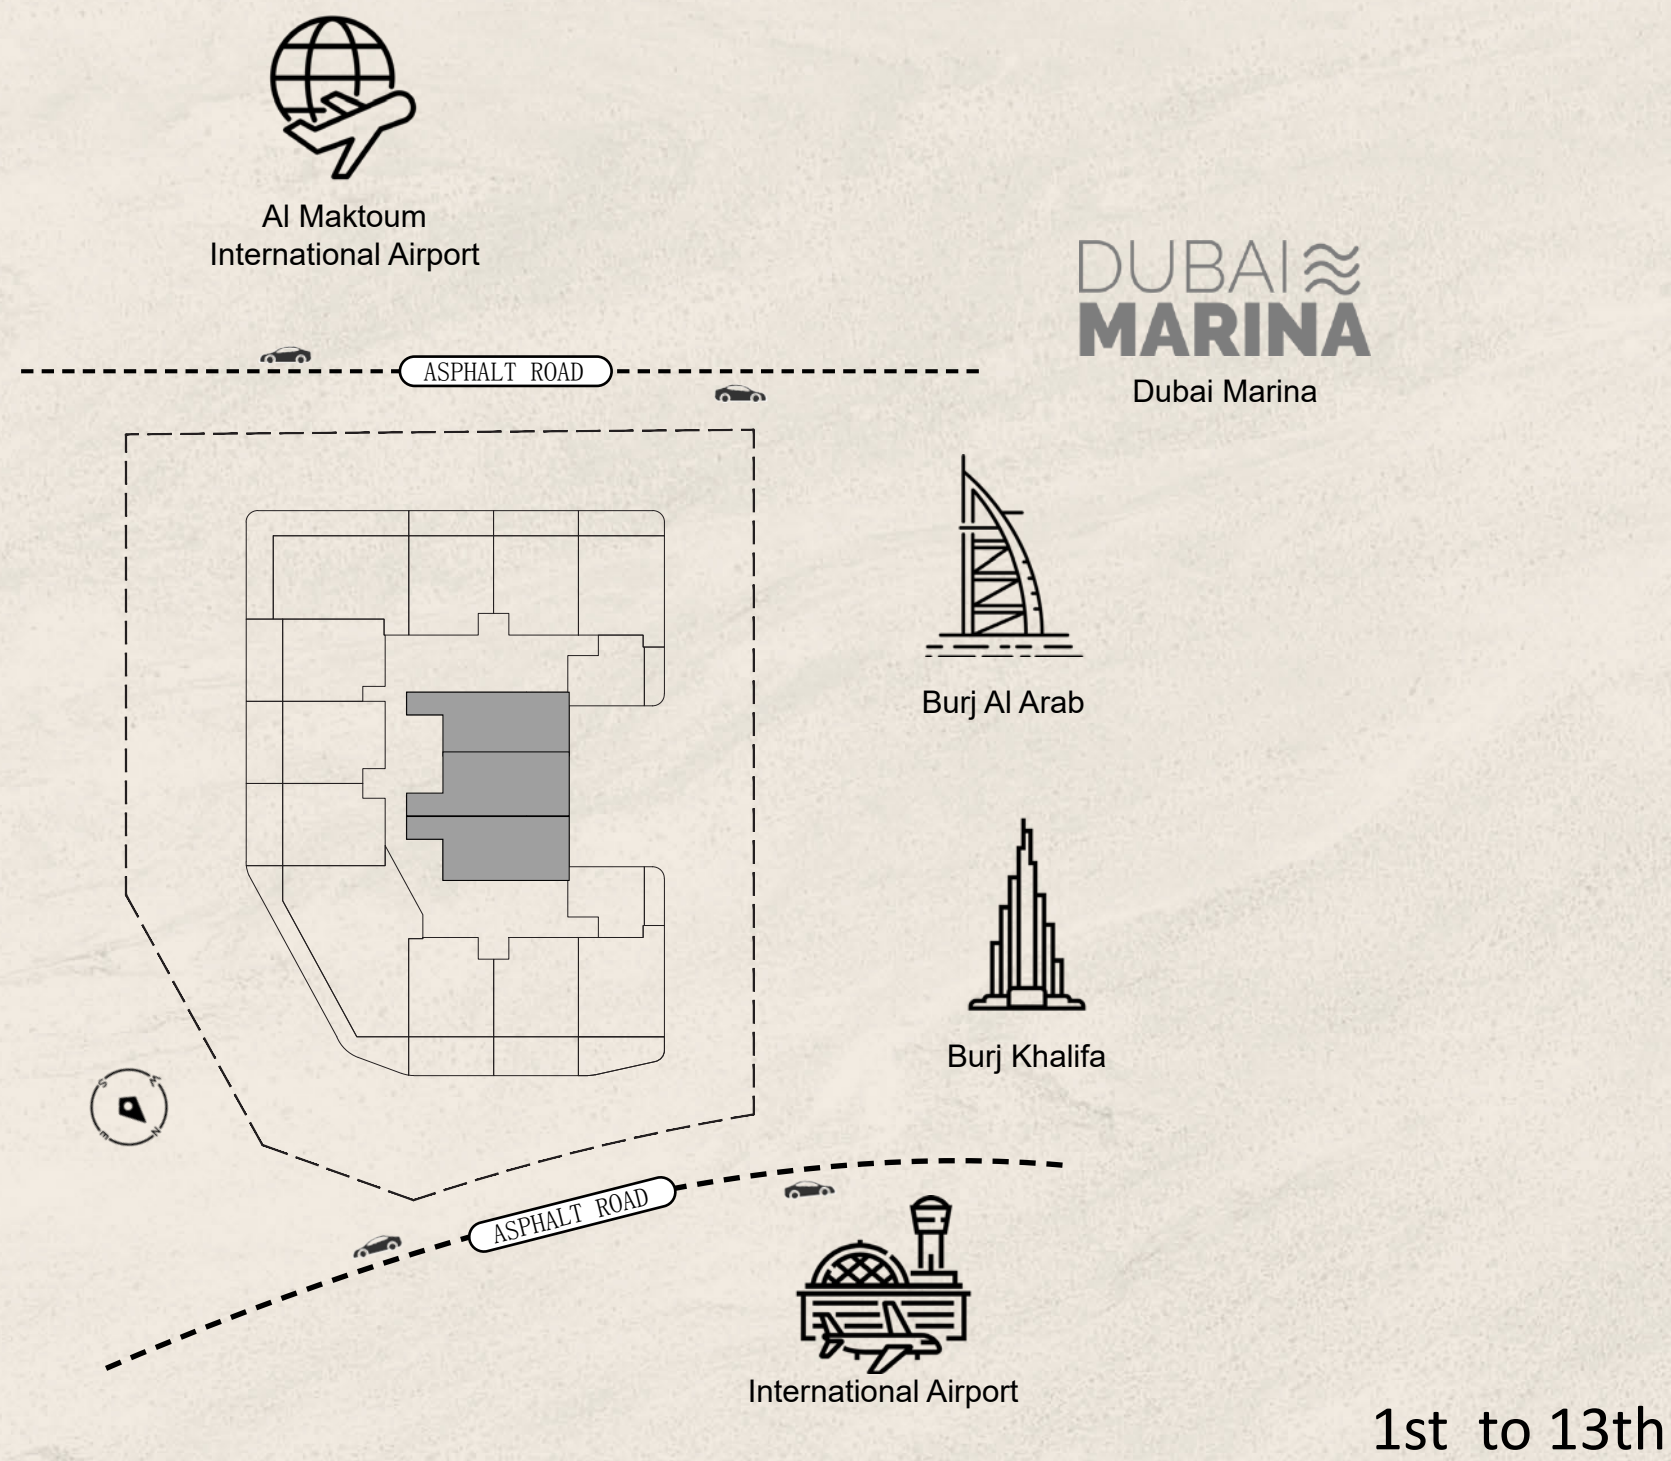 Al Maktoum
International Airport
DUBAI
MARINA
Dubai Marina
ASPHALT ROAD
Burj Al Arab
Burj Khalifa
S
W
E
N
ASPHALT ROAD
International Airport
1st to 13th